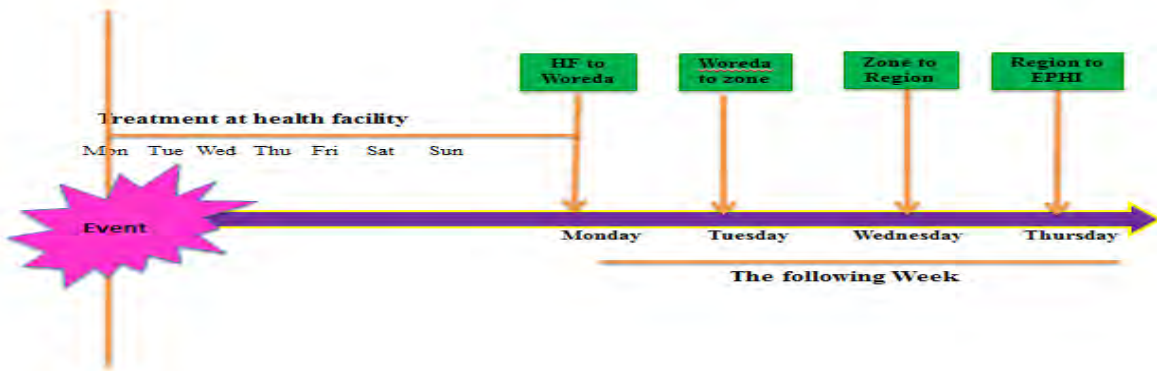 HF to
Woreda
Woreda
to zone
Zone to
Region
Region to
EPHI
Treatment at health facility
Mon Tue Wed Thu Fri Sat Sun
Event
Monday Tuesday Wednesday Thursday
The following Week